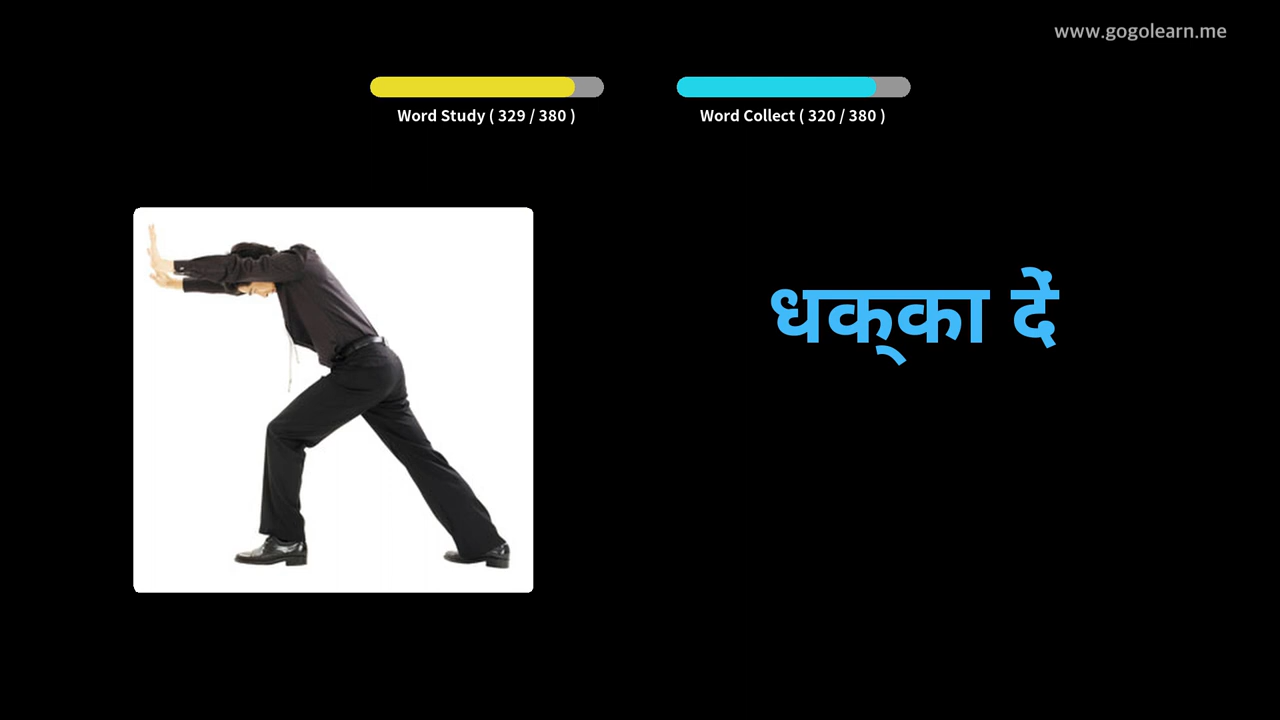 www.gogolearn.me
Word Study ( 329 / 380 ) Word Collect ( 320 / 380 )
धक्‌का दें